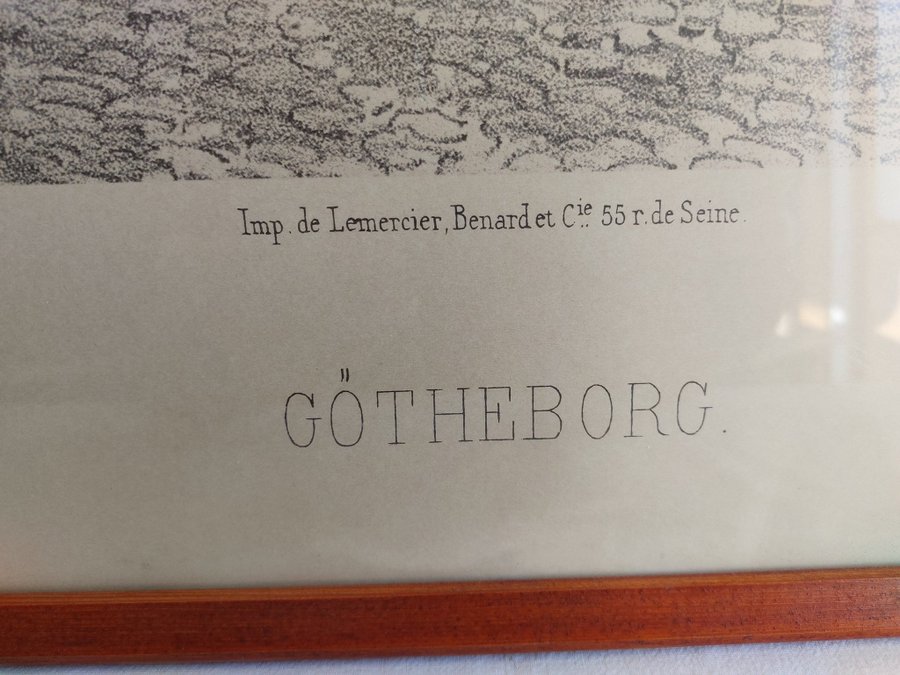 Imp. de Lemercier, Benard et Cie. 55 r. de Seine.
GÖTHEBORG.